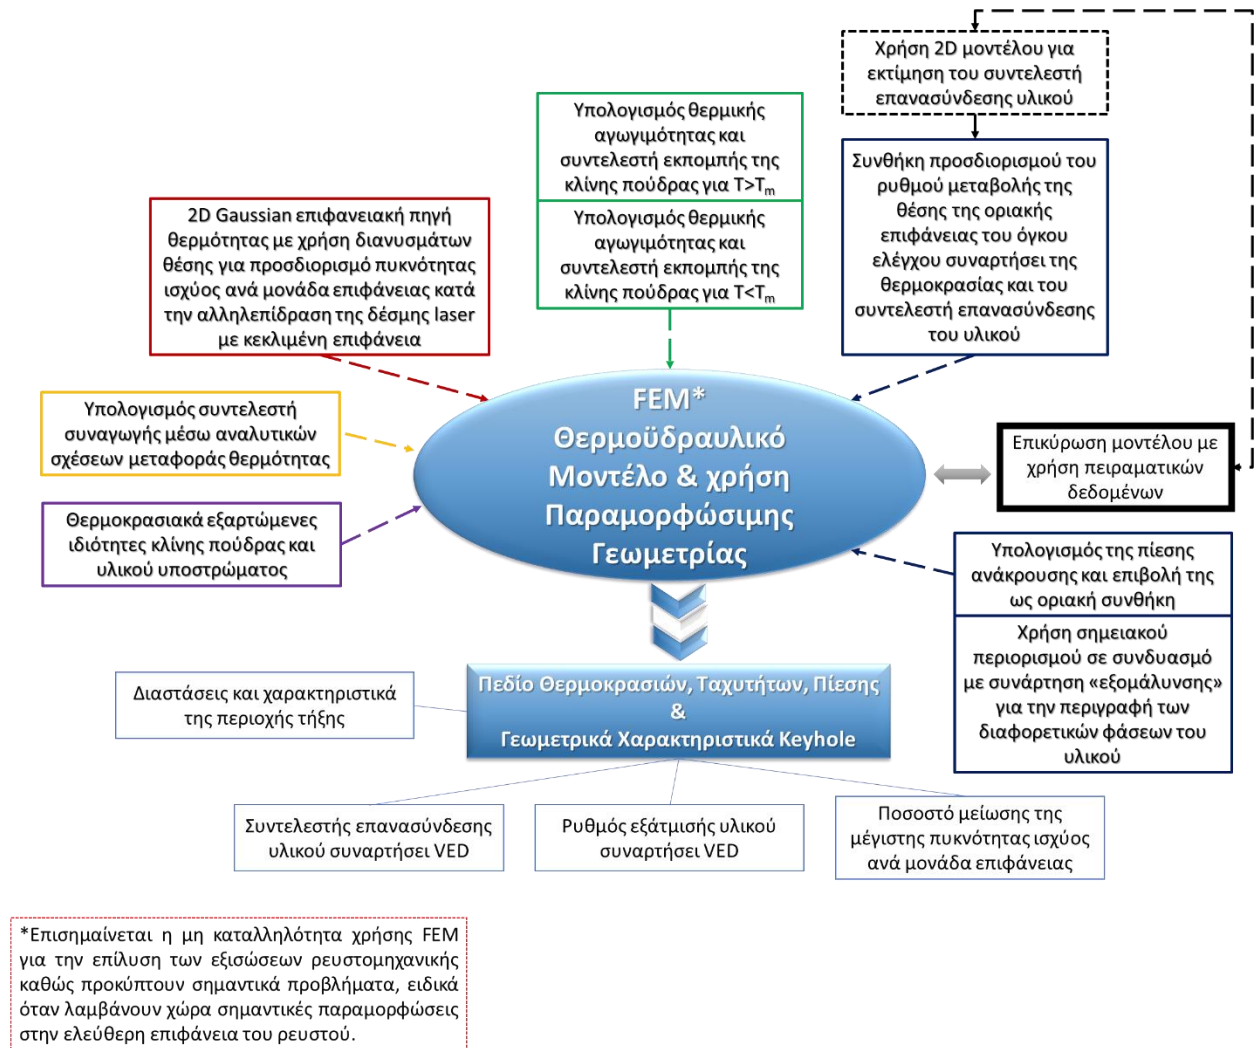 Χρήση 2D μοντέλου για
εκτίμηση του συντελεστή
επανασύνδεσης υλικού
Υπολογισμός θερμικής
αγωγιμότητας και
συντελεστή εκπομπής της
κλίνης πούδρας για T>Tm
Υπολογισμός θερμικής
αγωγιμότητας και
συντελεστή εκπομπής της
κλίνης πούδρας για T<Tm
Συνθήκη προσδιορισμού του
ρυθμού μεταβολής της
θέσης της οριακής
επιφάνειας του όγκου
ελέγχου συναρτήσει της
θερμοκρασίας και του
συντελεστή επανασύνδεσης
του υλικού
2D Gaussian επιφανειακή πηγή
θερμότητας με χρήση διανυσμάτων
θέσης για προσδιορισμό πυκνότητας
ισχύος ανά μονάδα επιφάνειας κατά
την αλληλεπίδραση της δέσμης laser
με κεκλιμένη επιφάνεια
Υπολογισμός συντελεστή
συναγωγής μέσω αναλυτικών
σχέσεων μεταφοράς θερμότητας
Θερμοκρασιακά εξαρτώμενες
ιδιότητες κλίνης πούδρας και
υλικού υποστρώματος
FEM*
Θερμοϋδραυλικό
Μοντέλο & χρήση
Παραμορφώσιμης
Γεωμετρίας
Επικύρωση μοντέλου με
χρήση πειραματικών
δεδομένων
Υπολογισμός της πίεσης
ανάκρουσης και επιβολή της
ως οριακή συνθήκη
Χρήση σημειακού
περιορισμού σε συνδυασμό
με συνάρτηση «εξομάλυνσης»
για την περιγραφή των
διαφορετικών φάσεων του
υλικού
Διαστάσεις και χαρακτηριστικά
της περιοχής τήξης
Πεδίο Θερμοκρασιών, Ταχυτήτων, Πίεσης
&
Γεωμετρικά Χαρακτηριστικά Keyhole
Συντελεστής επανασύνδεσης
υλικού συναρτήσει VED
Ρυθμός εξάτμισής υλικού
συναρτήσει VED
Ποσοστό μείωσης της
μέγιστης πυκνότητας ισχύος
ανά μονάδα επιφάνειας
*Επισημαίνεται η μη καταλληλότητα χρήσης FEM
για την επίλυση των εξισώσεων ρευστομηχανικής
καθώς προκύπτουν σημαντικά προβλήματα, ειδικά
όταν λαμβάνουν χώρα σημαντικές παραμορφώσεις
στην ελεύθερη επιφάνεια του ρευστού.